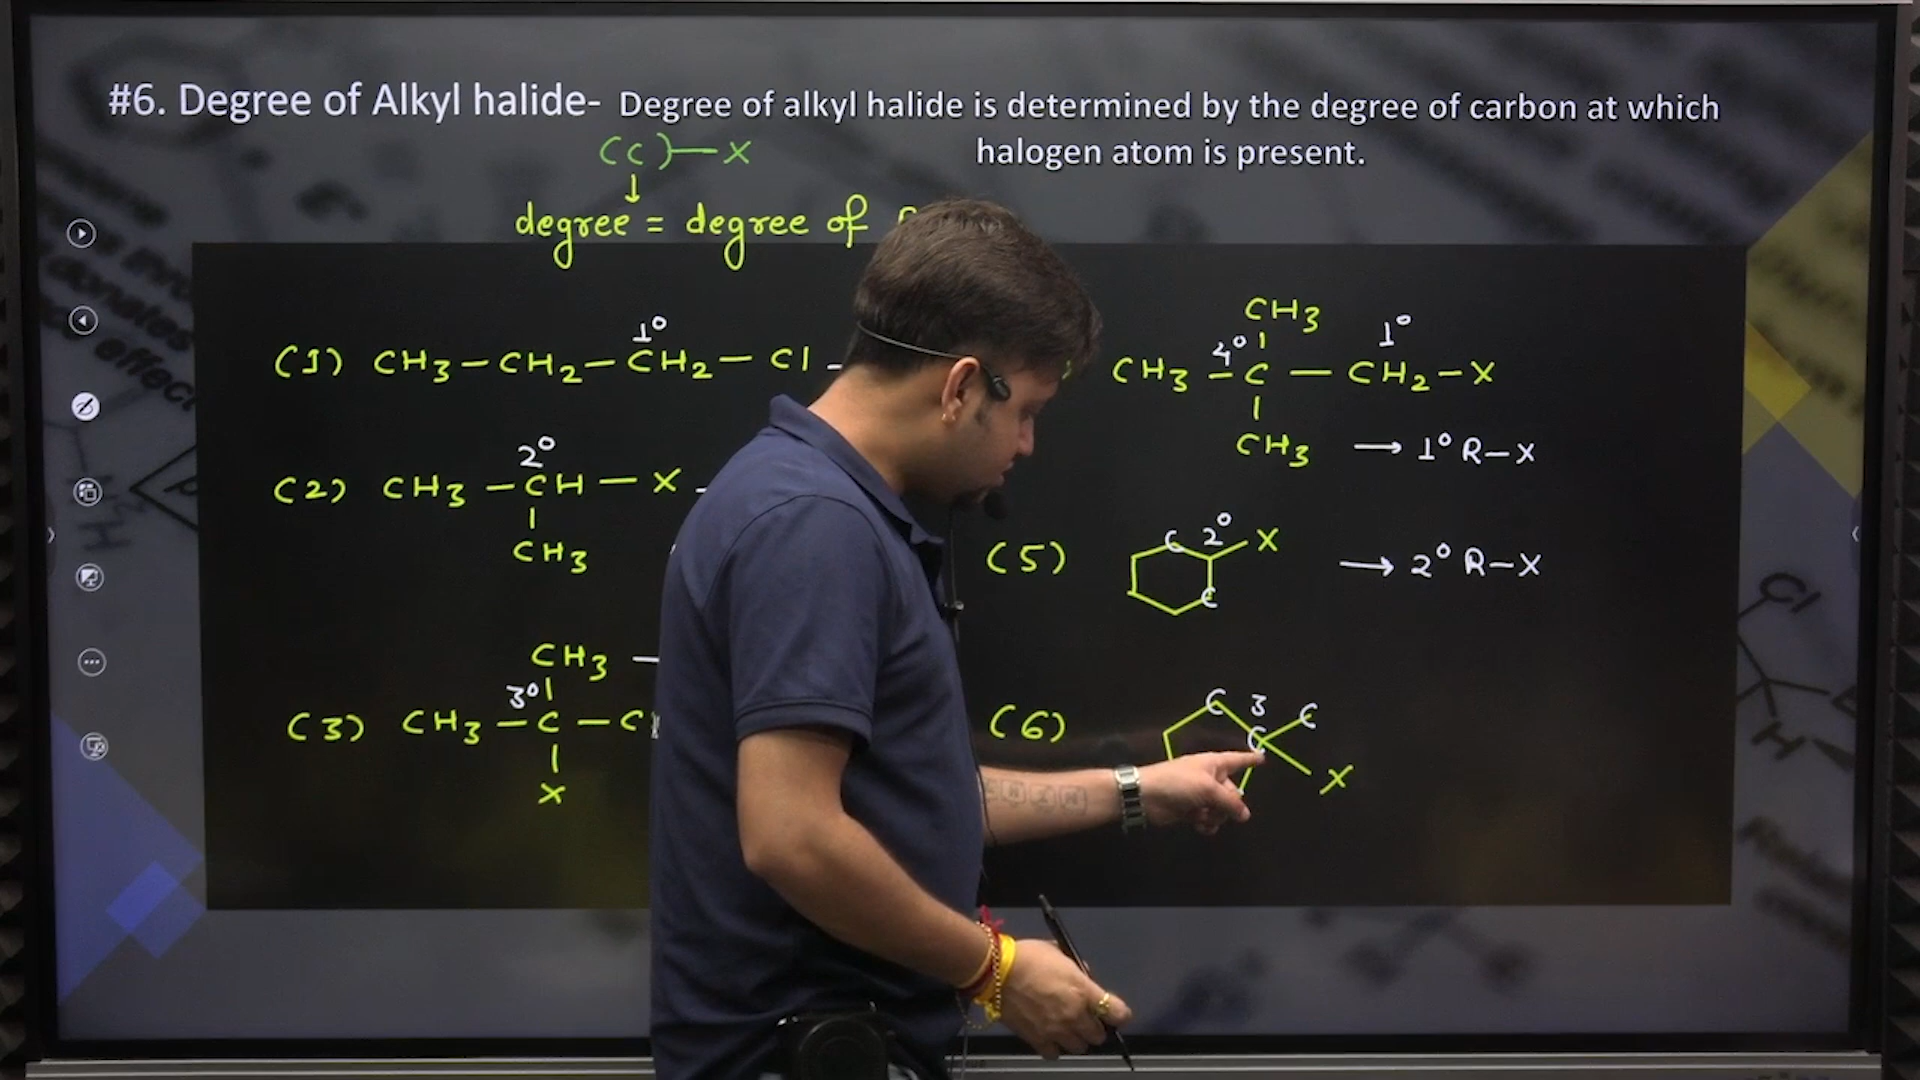 #6. Degree of Alkyl halide- Degree of alkyl halide is determined by the degree of carbon at which
halogen atom is present.
(C)—X
↓
degree = degree of
1°
(1) CH3—CH2—CH2—Cl
2°
(2) CH3—CH—X
|
CH3
CH3
3° |
(3) CH3—C—C
|
X
CH3
4° | 1°
CH3—C—CH2—X
|
CH3 → 1° R—X
C 2° X
(5) → 2° R—X
C
C 3 C
(6) C
X